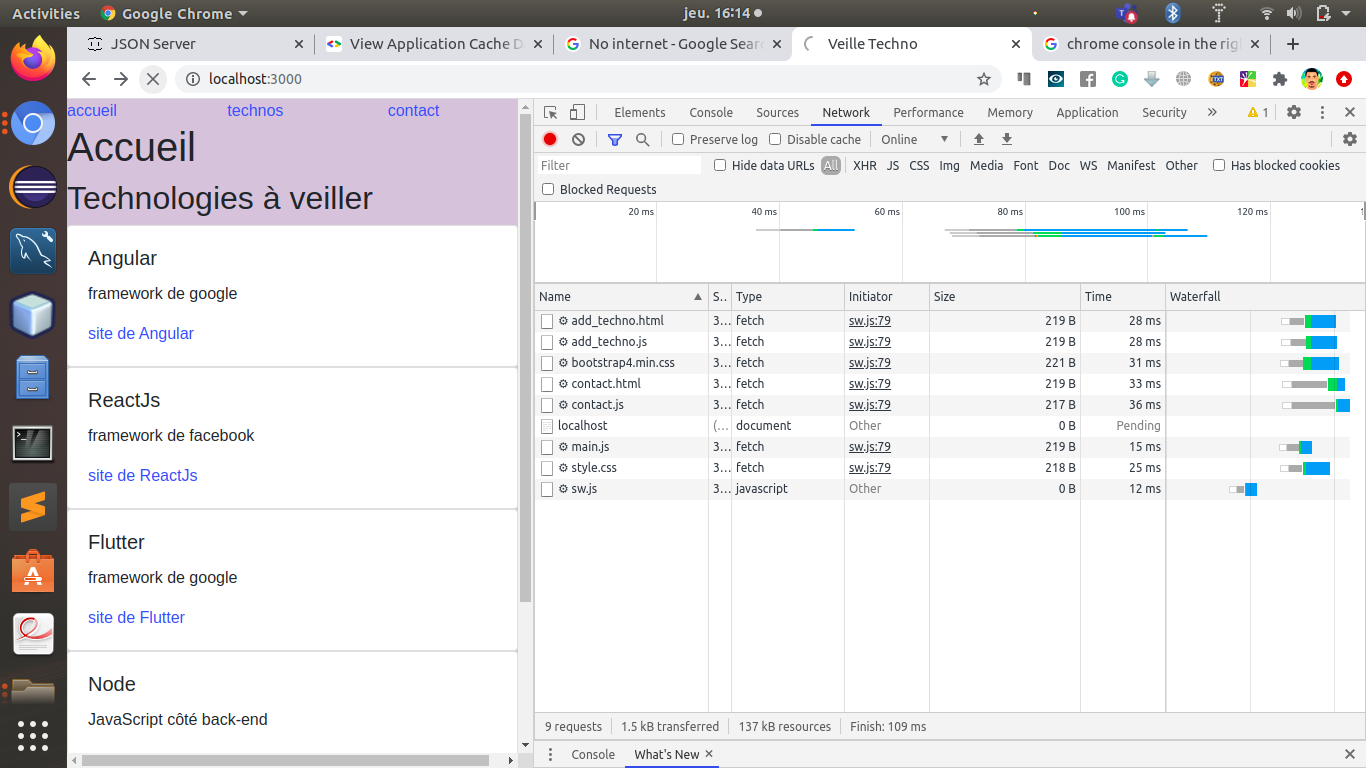 Activities Google Chrome jeu. 16:14
JSON Server View Application Cache D No internet - Google Sear Veille Techno chrome console in the rig
localhost:3000
accueil technos contact
Accueil
Technologies à veiller
Angular
framework de google
site de Angular
ReactJs
framework de facebook
site de ReactJs
Flutter
framework de google
site de Flutter
Node
JavaScript côté back-end
Elements Console Sources Network Performance Memory Application Security » 1
Preserve log Disable cache Online
Filter Hide data URLs All XHR JS CSS Img Media Font Doc WS Manifest Other Has blocked cookies
Blocked Requests
20 ms 40 ms 60 ms 80 ms 100 ms 120 ms 1
Name S.. Type Initiator Size Time Waterfall
add_techno.html 3... fetch sw.js:79 219 B 28 ms
add_techno.js 3... fetch sw.js:79 219 B 28 ms
bootstrap4.min.css 3... fetch sw.js:79 221 B 31 ms
contact.html 3... fetch sw.js:79 219 B 33 ms
contact.js 3... fetch sw.js:79 217 B 36 ms
localhost (... document Other 0 B Pending
main.js 3... fetch sw.js:79 219 B 15 ms
style.css 3... fetch sw.js:79 218 B 25 ms
sw.js 3... javascript Other 0 B 12 ms
9 requests 1.5 kB transferred 137 kB resources Finish: 109 ms
Console What's New